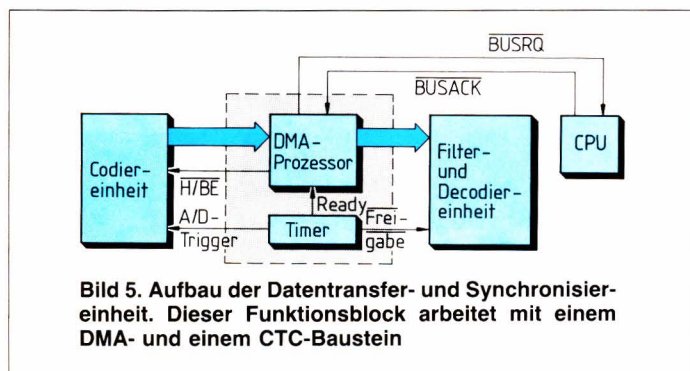 BUSRQ
BUSACK
Codier-
einheit
DMA-
Prozessor
Filter-
und
Decodier-
einheit
CPU
H/BE
Ready
A/D-
Trigger
Timer
Frei-
gabe
Bild 5. Aufbau der Datentransfer- und Synchronisier-
einheit. Dieser Funktionsblock arbeitet mit einem
DMA- und einem CTC-Baustein